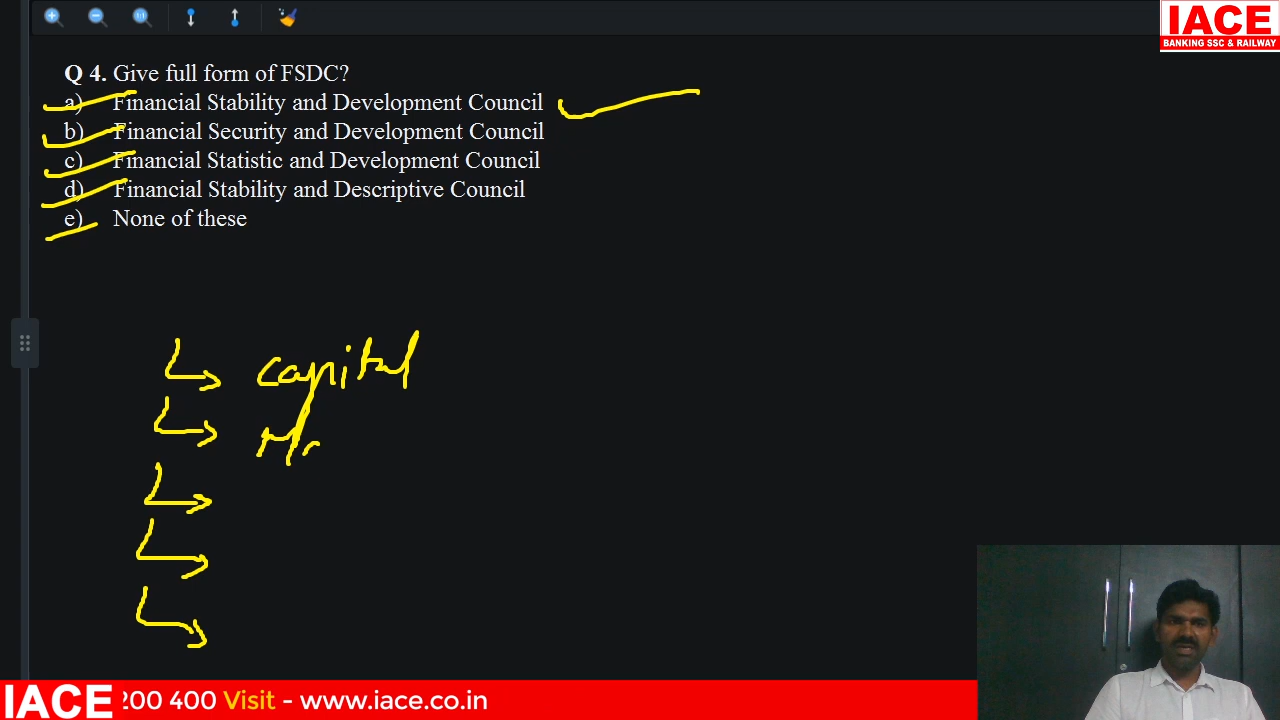 IACE
BANKING SSC & RAILWAY
Q 4. Give full form of FSDC?
a) Financial Stability and Development Council
b) Financial Security and Development Council
c) Financial Statistic and Development Council
d) Financial Stability and Descriptive Council
e) None of these
capital
IACE 200 400 Visit - www.iace.co.in